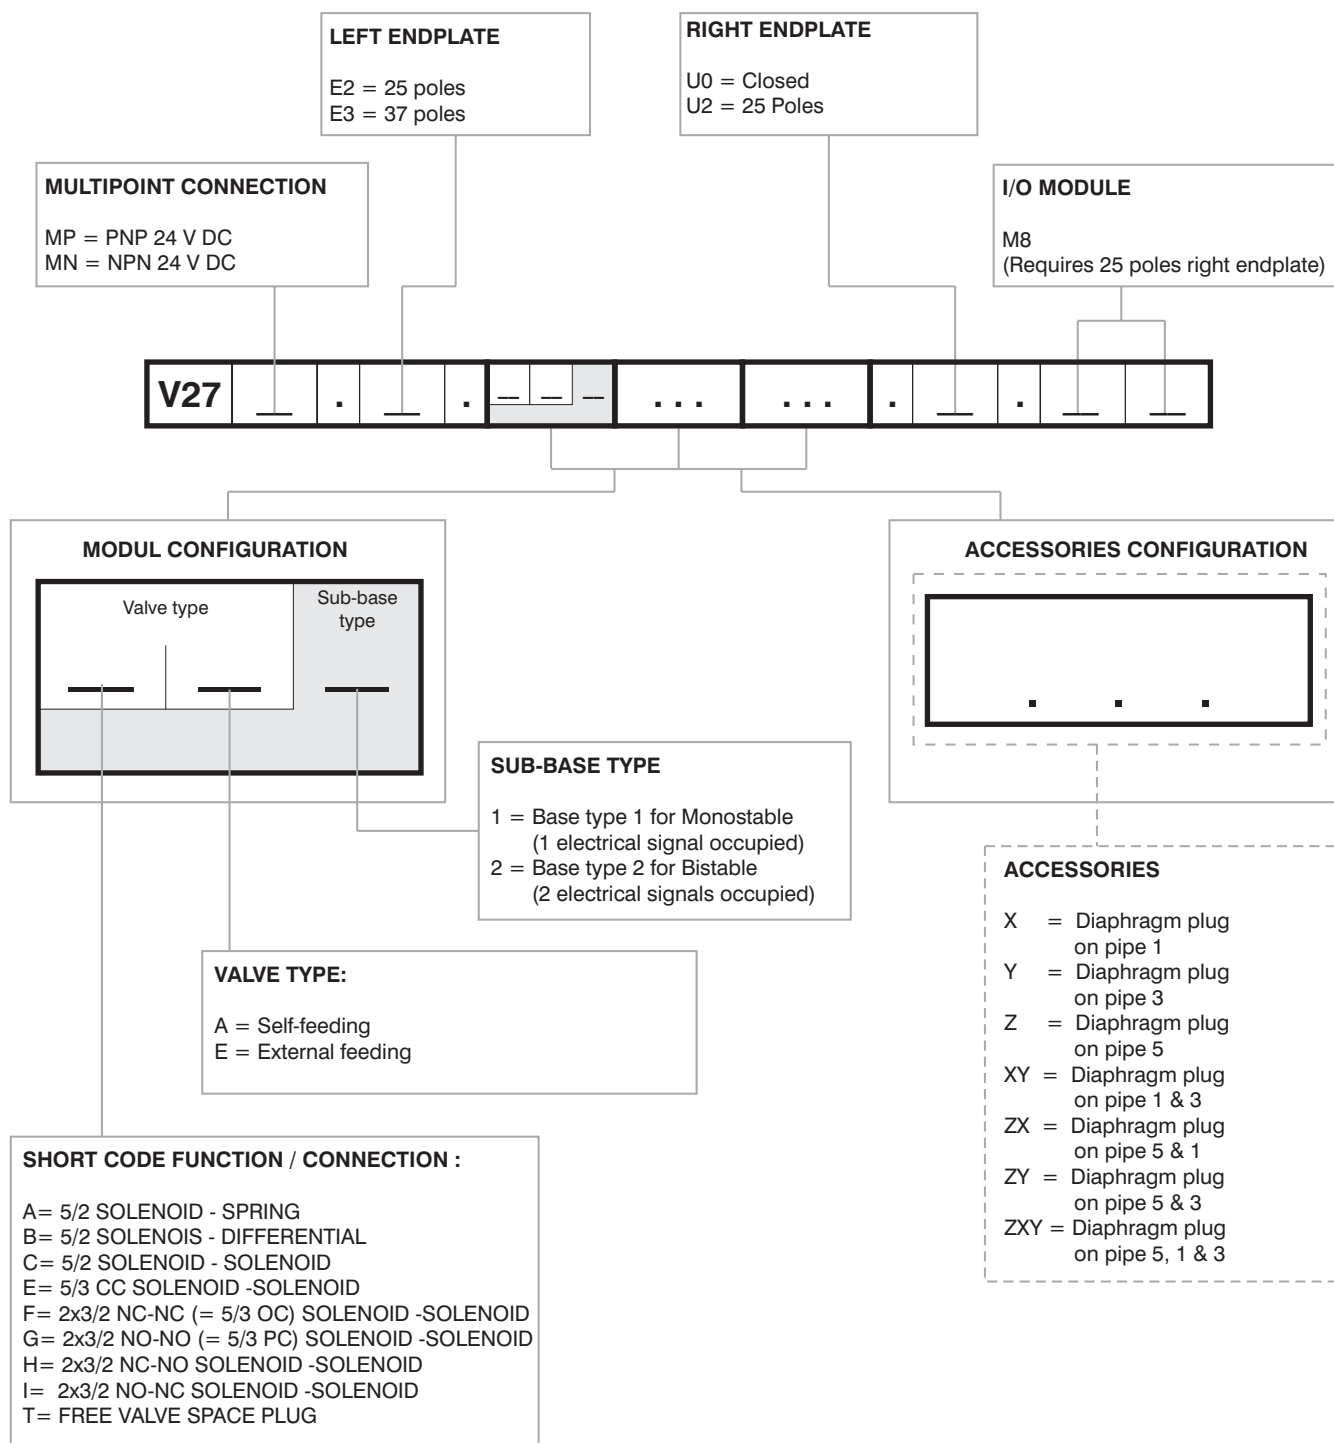 LEFT ENDPLATE
E2 = 25 poles
E3 = 37 poles
RIGHT ENDPLATE
U0 = Closed
U2 = 25 Poles
MULTIPOINT CONNECTION
MP = PNP 24 V DC
MN = NPN 24 V DC
I/O MODULE
M8
(Requires 25 poles right endplate)
V27 __ . __ . __ __ __ . . . . . . . __ . __ __
MODUL CONFIGURATION
Valve type
Sub-base
type
ACCESSORIES CONFIGURATION
. . .
SUB-BASE TYPE
1 = Base type 1 for Monostable
(1 electrical signal occupied)
2 = Base type 2 for Bistable
(2 electrical signals occupied)
VALVE TYPE:
A = Self-feeding
E = External feeding
ACCESSORIES
X = Diaphragm plug
on pipe 1
Y = Diaphragm plug
on pipe 3
Z = Diaphragm plug
on pipe 5
XY = Diaphragm plug
on pipe 1 & 3
ZX = Diaphragm plug
on pipe 5 & 1
ZY = Diaphragm plug
on pipe 5 & 3
ZXY = Diaphragm plug
on pipe 5, 1 & 3
SHORT CODE FUNCTION / CONNECTION :
A= 5/2 SOLENOID - SPRING
B= 5/2 SOLENOIS - DIFFERENTIAL
C= 5/2 SOLENOID - SOLENOID
E= 5/3 CC SOLENOID -SOLENOID
F= 2x3/2 NC-NC (= 5/3 OC) SOLENOID -SOLENOID
G= 2x3/2 NO-NO (= 5/3 PC) SOLENOID -SOLENOID
H= 2x3/2 NC-NO SOLENOID -SOLENOID
I= 2x3/2 NO-NC SOLENOID -SOLENOID
T= FREE VALVE SPACE PLUG